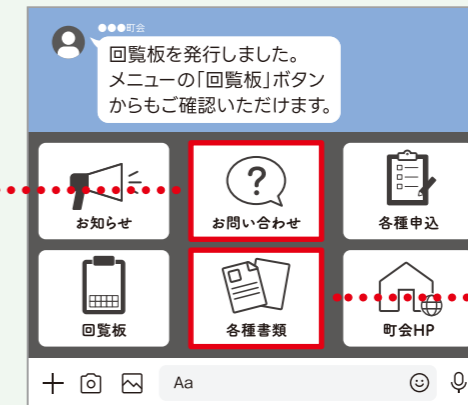 ●●●町会
回覧板を発行しました。
メニューの「回覧板」ボタン
からもご確認いただけます。
?
お知らせ
お問い合わせ
各種申込
回覧板
各種書類
町会HP
Aa